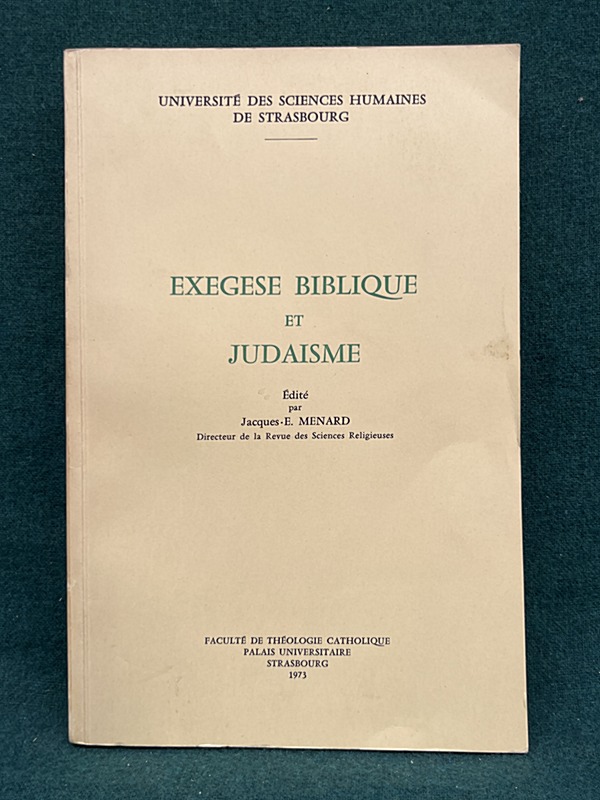 UNIVERSITÉ DES SCIENCES HUMAINES
DE STRASBOURG
EXEGESE BIBLIQUE
ET
JUDAISME
Édité
par
Jacques-E. MENARD
Directeur de la Revue des Sciences Religieuses
FACULTÉ DE THÉOLOGIE CATHOLIQUE
PALAIS UNIVERSITAIRE
STRASBOURG
1973